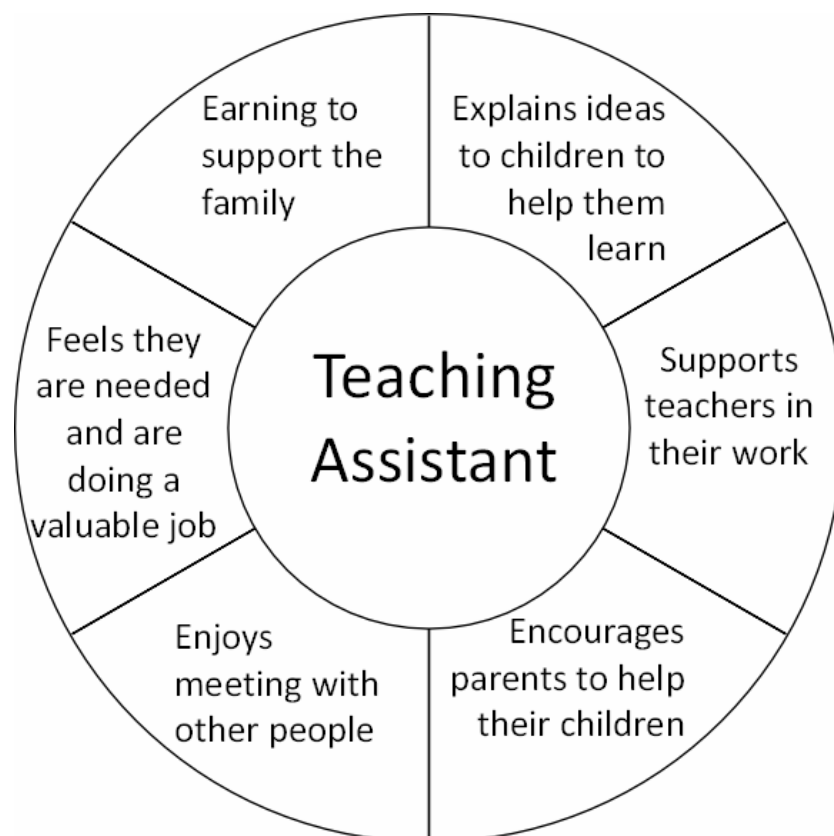 Earning to
support the
family
Explains ideas
to children to
help them
learn
Feels they
are needed
and are
doing a
valuable job
Teaching
Assistant
Supports
teachers in
their work
Enjoys
meeting with
other people
Encourages
parents to help
their children